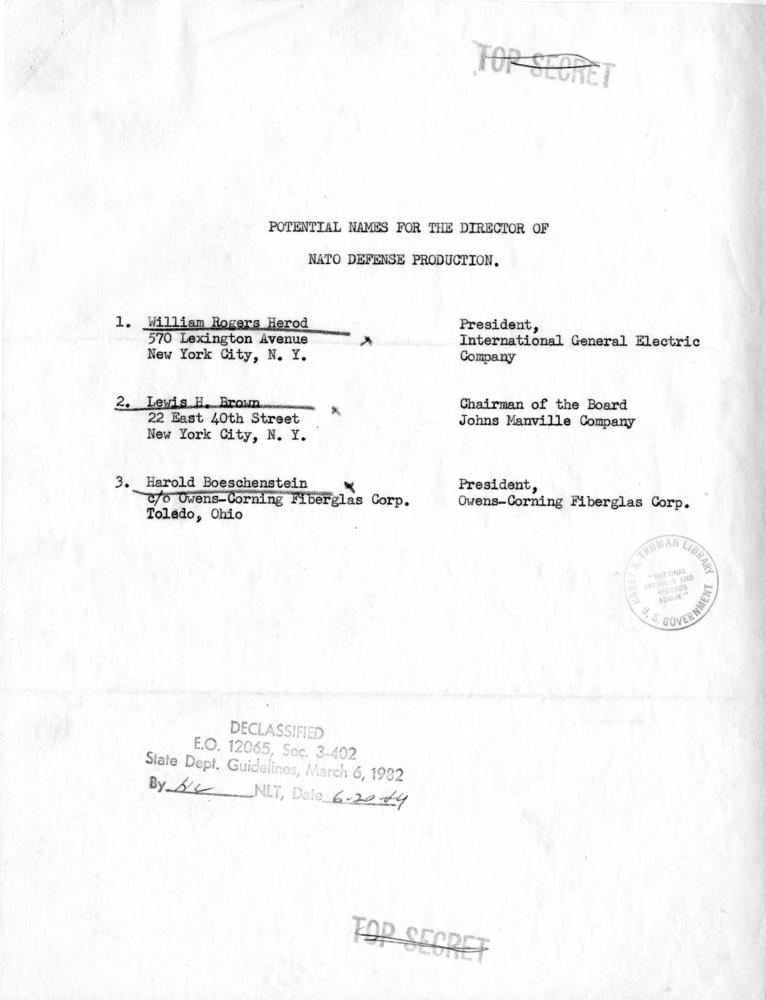 TOP SECRET
POTENTIAL NAMES FOR THE DIRECTOR OF
NATO DEFENSE PRODUCTION.
1. William Rogers Herod President,
570 Lexington Avenue International General Electric
New York City, N. Y. Company
2. Lewis H. Brown Chairman of the Board
22 East 40th Street Johns Manville Company
New York City, N. Y.
3. Harold Boeschenstein President,
c/o Owens-Corning Fiberglas Corp. Owens-Corning Fiberglas Corp.
Toledo, Ohio
HARRY S. TRUMAN LIBRARY
"NATIONAL
ARCHIVES AND
RECORDS
ADMIN."
U. S. GOVERNMENT
DECLASSIFIED
E.O. 12065, Sec. 3-402
State Dept. Guidelines, March 6, 1982
By NLT, Date 6-20-84
TOP SECRET